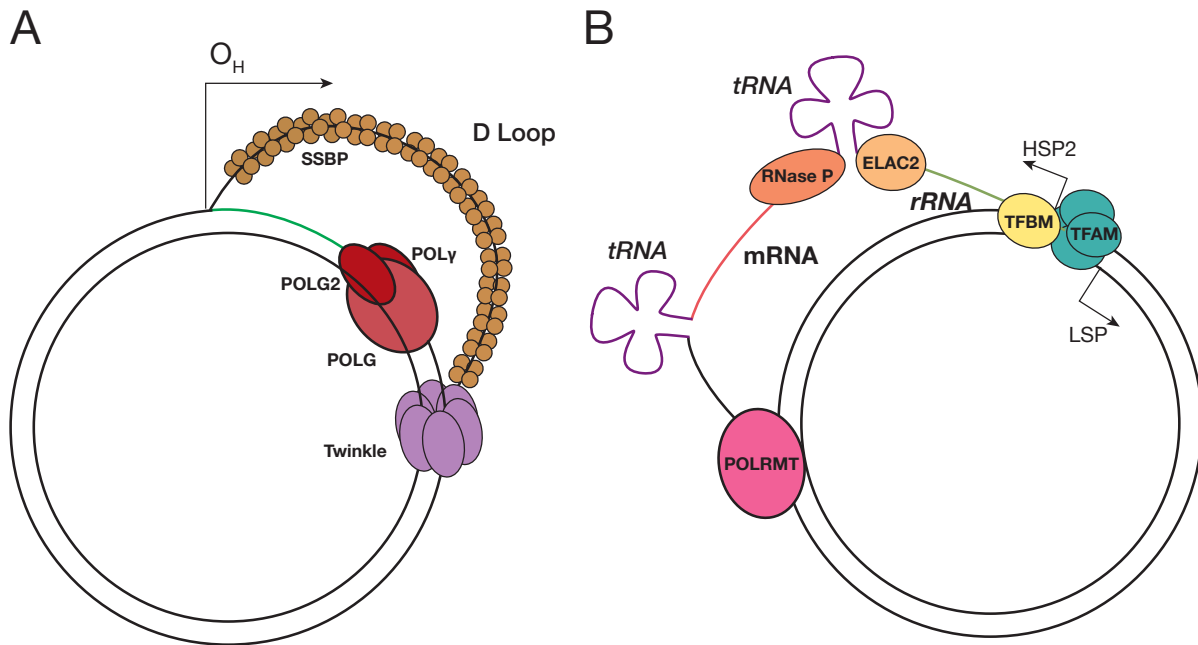 A
O_H
D Loop
SSBP
POLγ
POLG2
POLG
Twinkle
B
tRNA
HSP2
RNase P
ELAC2
rRNA
TFBM
TFAM
tRNA
mRNA
LSP
POLRMT